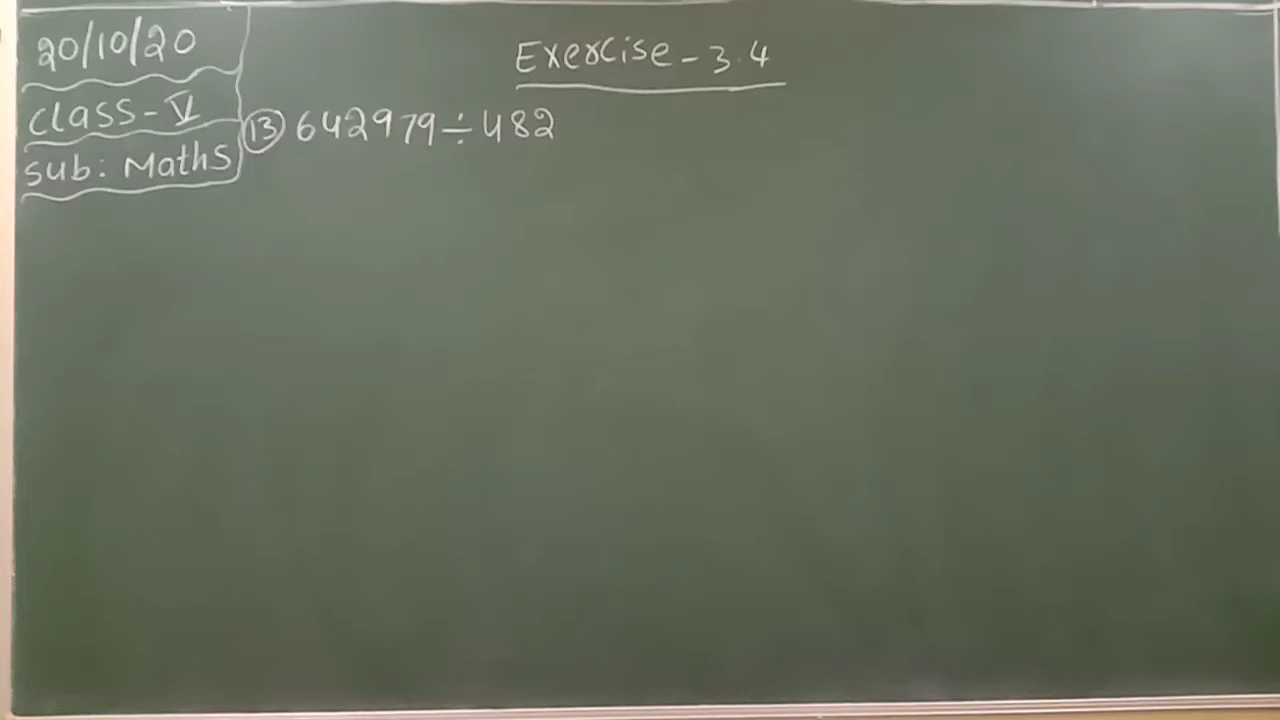 20/10/20
Class-V
Sub: Maths
Exercise-3.4
13 642979÷482